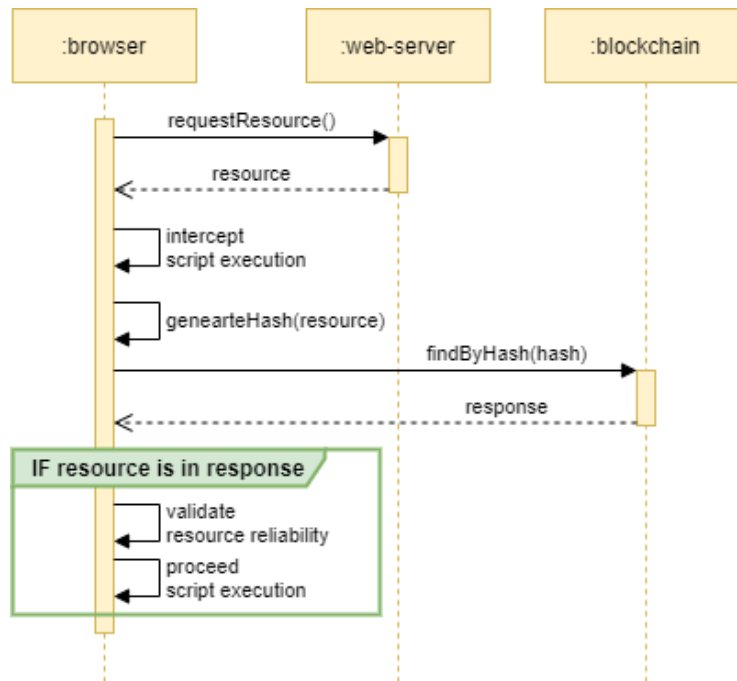 :browser
:web-server
:blockchain
requestResource()
resource
intercept
script execution
genearteHash(resource)
findByHash(hash)
response
IF resource is in response
validate
resource reliability
proceed
script execution